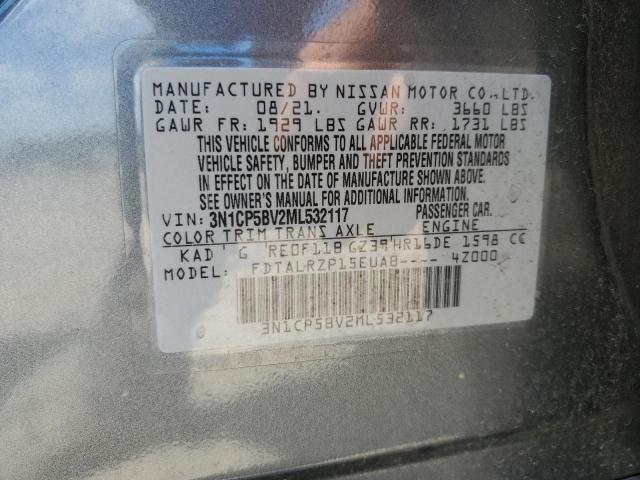 MANUFACTURED BY NISSAN MOTOR CO.,LTD.
DATE: 08/21. GVWR: 3660 LBS
GAWR FR: 1929 LBS GAWR RR: 1731 LBS
THIS VEHICLE CONFORMS TO ALL APPLICABLE FEDERAL MOTOR
VEHICLE SAFETY, BUMPER AND THEFT PREVENTION STANDARDS
IN EFFECT ON THE DATE OF MANUFACTURE SHOWN ABOVE.
SEE OWNER'S MANUAL FOR ADDITIONAL INFORMATION.
VIN: 3N1CP5BV2ML532117 PASSENGER CAR.
COLOR TRIM TRANS AXLE ENGINE
KAD G RE0F11B GZ39 HR16DE 1598 CC
MODEL: FDTALRZP15EUA8---- 4Z000
3N1CP5BV2ML532117